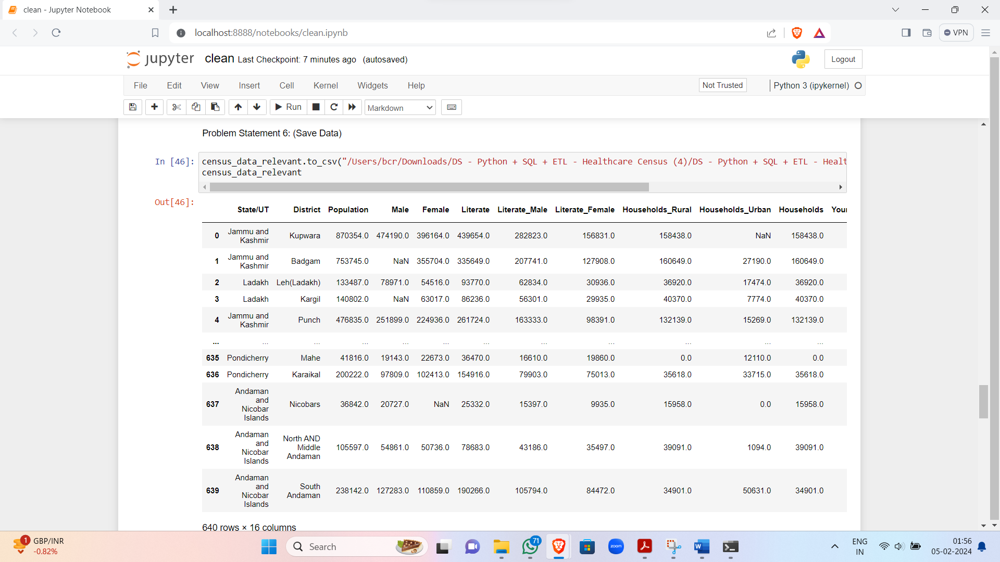 clean - Jupyter Notebook
localhost:8888/notebooks/clean.ipynb
VPN
jupyter clean Last Checkpoint: 7 minutes ago (autosaved)
Logout
File Edit View Insert Cell Kernel Widgets Help
Not Trusted
Python 3 (ipykernel)
Run
Markdown
Problem Statement 6: (Save Data)
In [46]: census_data_relevant.to_csv("/Users/bcr/Downloads/DS - Python + SQL + ETL - Healthcare Census (4)/DS - Python + SQL + ETL - Healt
census_data_relevant
Out[46]:
State/UT District Population Male Female Literate Literate_Male Literate_Female Households_Rural Households_Urban Households Your
0 Jammu and Kashmir Kupwara 870354.0 474190.0 396164.0 439654.0 282823.0 156831.0 158438.0 NaN 158438.0
1 Jammu and Kashmir Badgam 753745.0 NaN 355704.0 335649.0 207741.0 127908.0 160649.0 27190.0 160649.0
2 Ladakh Leh(Ladakh) 133487.0 78971.0 54516.0 93770.0 62834.0 30936.0 36920.0 17474.0 36920.0
3 Ladakh Kargil 140802.0 NaN 63017.0 86236.0 56301.0 29935.0 40370.0 7774.0 40370.0
4 Jammu and Kashmir Punch 476835.0 251899.0 224936.0 261724.0 163333.0 98391.0 132139.0 15269.0 132139.0
... ... ... ... ... ... ... ... ... ... ... ...
635 Pondicherry Mahe 41816.0 19143.0 22673.0 36470.0 16610.0 19860.0 0.0 12110.0 0.0
636 Pondicherry Karaikal 200222.0 97809.0 102413.0 154916.0 79903.0 75013.0 35618.0 33715.0 35618.0
637 Andaman and Nicobar Islands Nicobars 36842.0 20727.0 NaN 25332.0 15397.0 9935.0 15958.0 0.0 15958.0
638 Andaman and Nicobar Islands North AND Middle Andaman 105597.0 54861.0 50736.0 78683.0 43186.0 35497.0 39091.0 1094.0 39091.0
639 Andaman and Nicobar Islands South Andaman 238142.0 127283.0 110859.0 190266.0 105794.0 84472.0 34901.0 50631.0 34901.0
640 rows × 16 columns
1
GBP/INR
-0.82%
Search
71
zoom
ENG
IN
01:56
05-02-2024